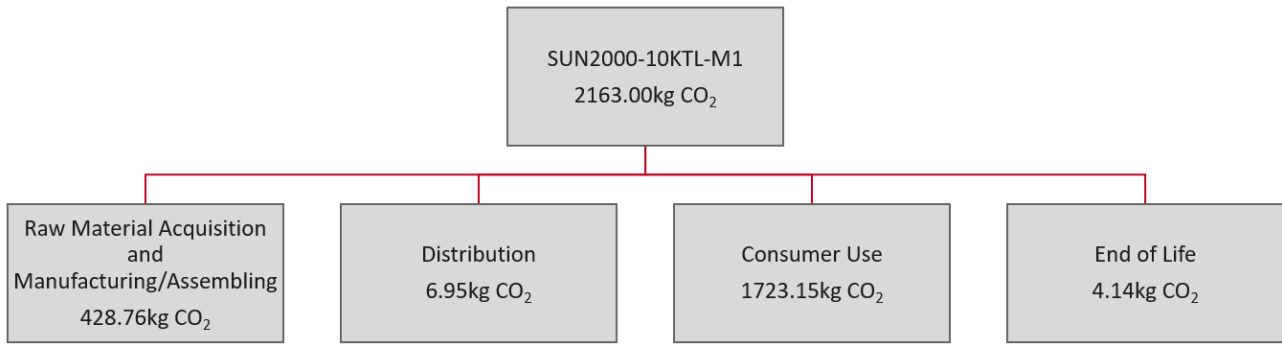 SUN2000-10KTL-M1
2163.00kg CO₂
Raw Material Acquisition
and
Manufacturing/Assembling
428.76kg CO₂
Distribution
6.95kg CO₂
Consumer Use
1723.15kg CO₂
End of Life
4.14kg CO₂